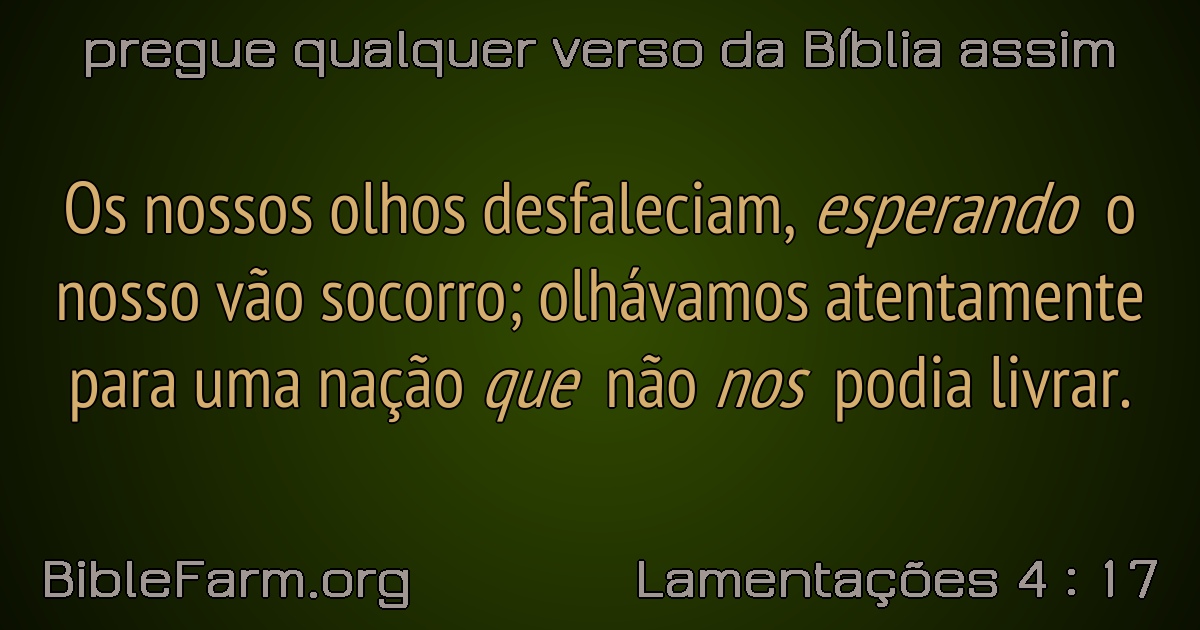 pregue qualquer verso da Bíblia assim
Os nossos olhos desfaleciam, esperando o
nosso vão socorro; olhávamos atentamente
para uma nação que não nos podia livrar.
BibleFarm.org
Lamentações 4 : 17